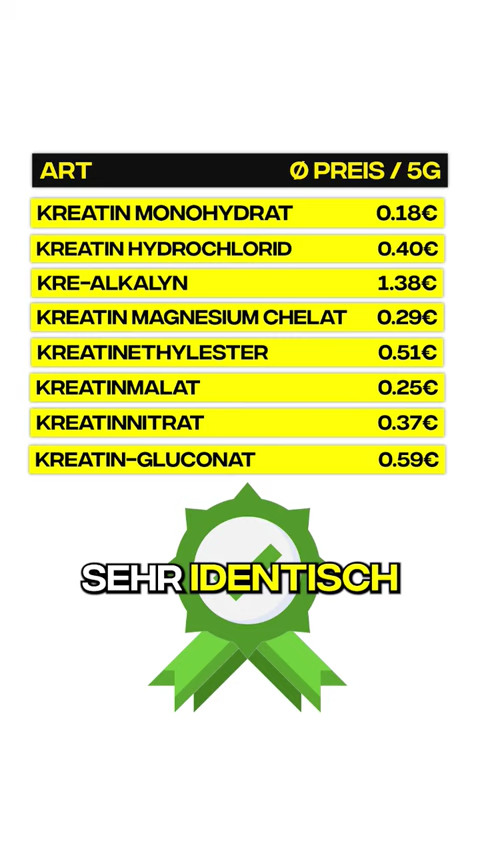 ART Ø PREIS / 5G
KREATIN MONOHYDRAT 0.18€
KREATIN HYDROCHLORID 0.40€
KRE-ALKALYN 1.38€
KREATIN MAGNESIUM CHELAT 0.29€
KREATINETHYLESTER 0.51€
KREATINMALAT 0.25€
KREATINNITRAT 0.37€
KREATIN-GLUCONAT 0.59€
SEHR IDENTISCH